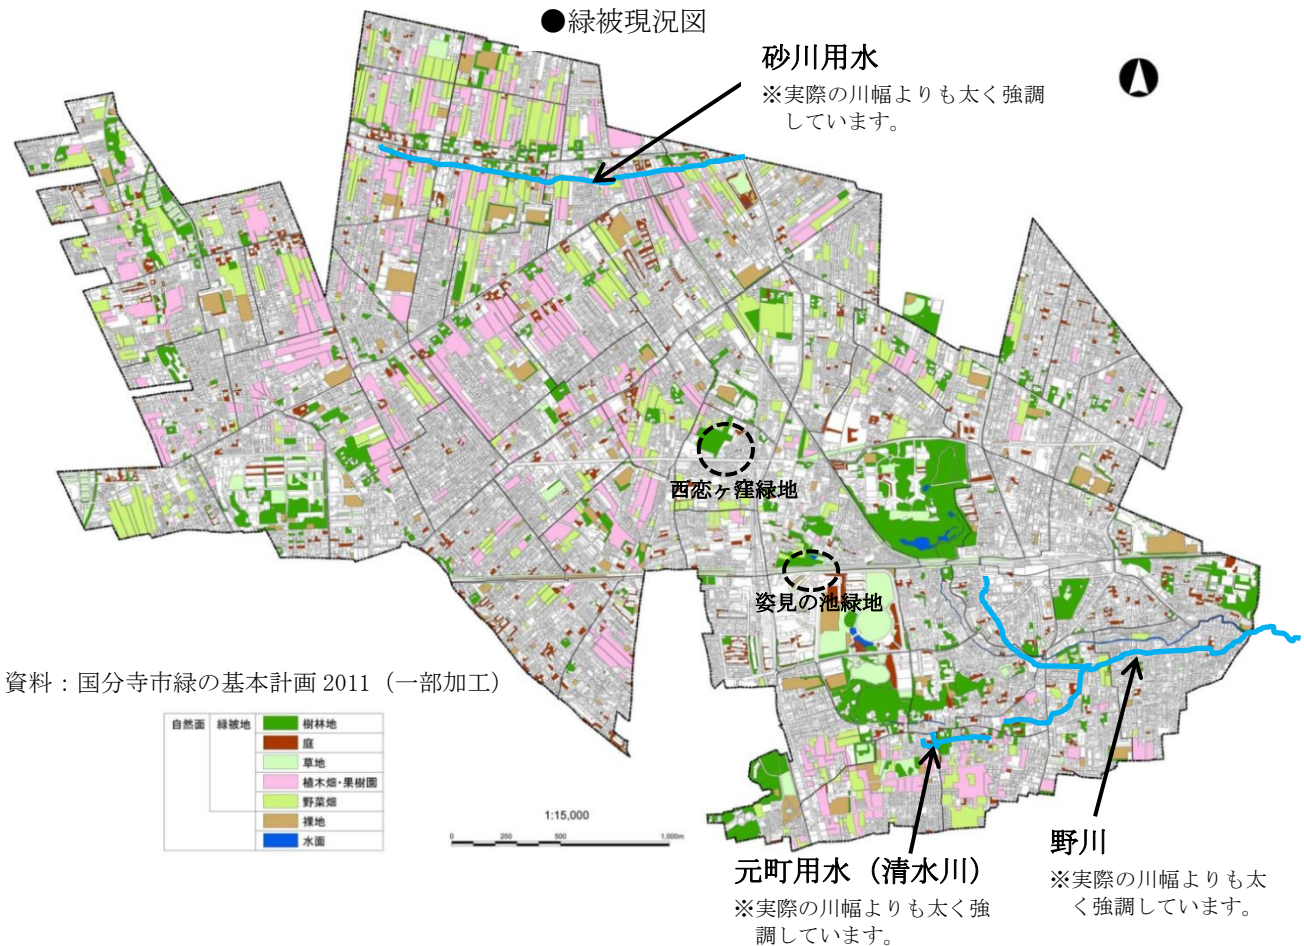 ●緑被現況図
砂川用水
※実際の川幅よりも太く強調
しています。
西恋ヶ窪緑地
姿見の池緑地
資料：国分寺市緑の基本計画 2011（一部加工）
自然面 緑被地 樹林地
庭
草地
植木畑・果樹園
野菜畑
裸地
水面
1:15,000
0 250 500 1,000m
元町用水（清水川）
※実際の川幅よりも太く強
調しています。
野川
※実際の川幅よりも太
く強調しています。